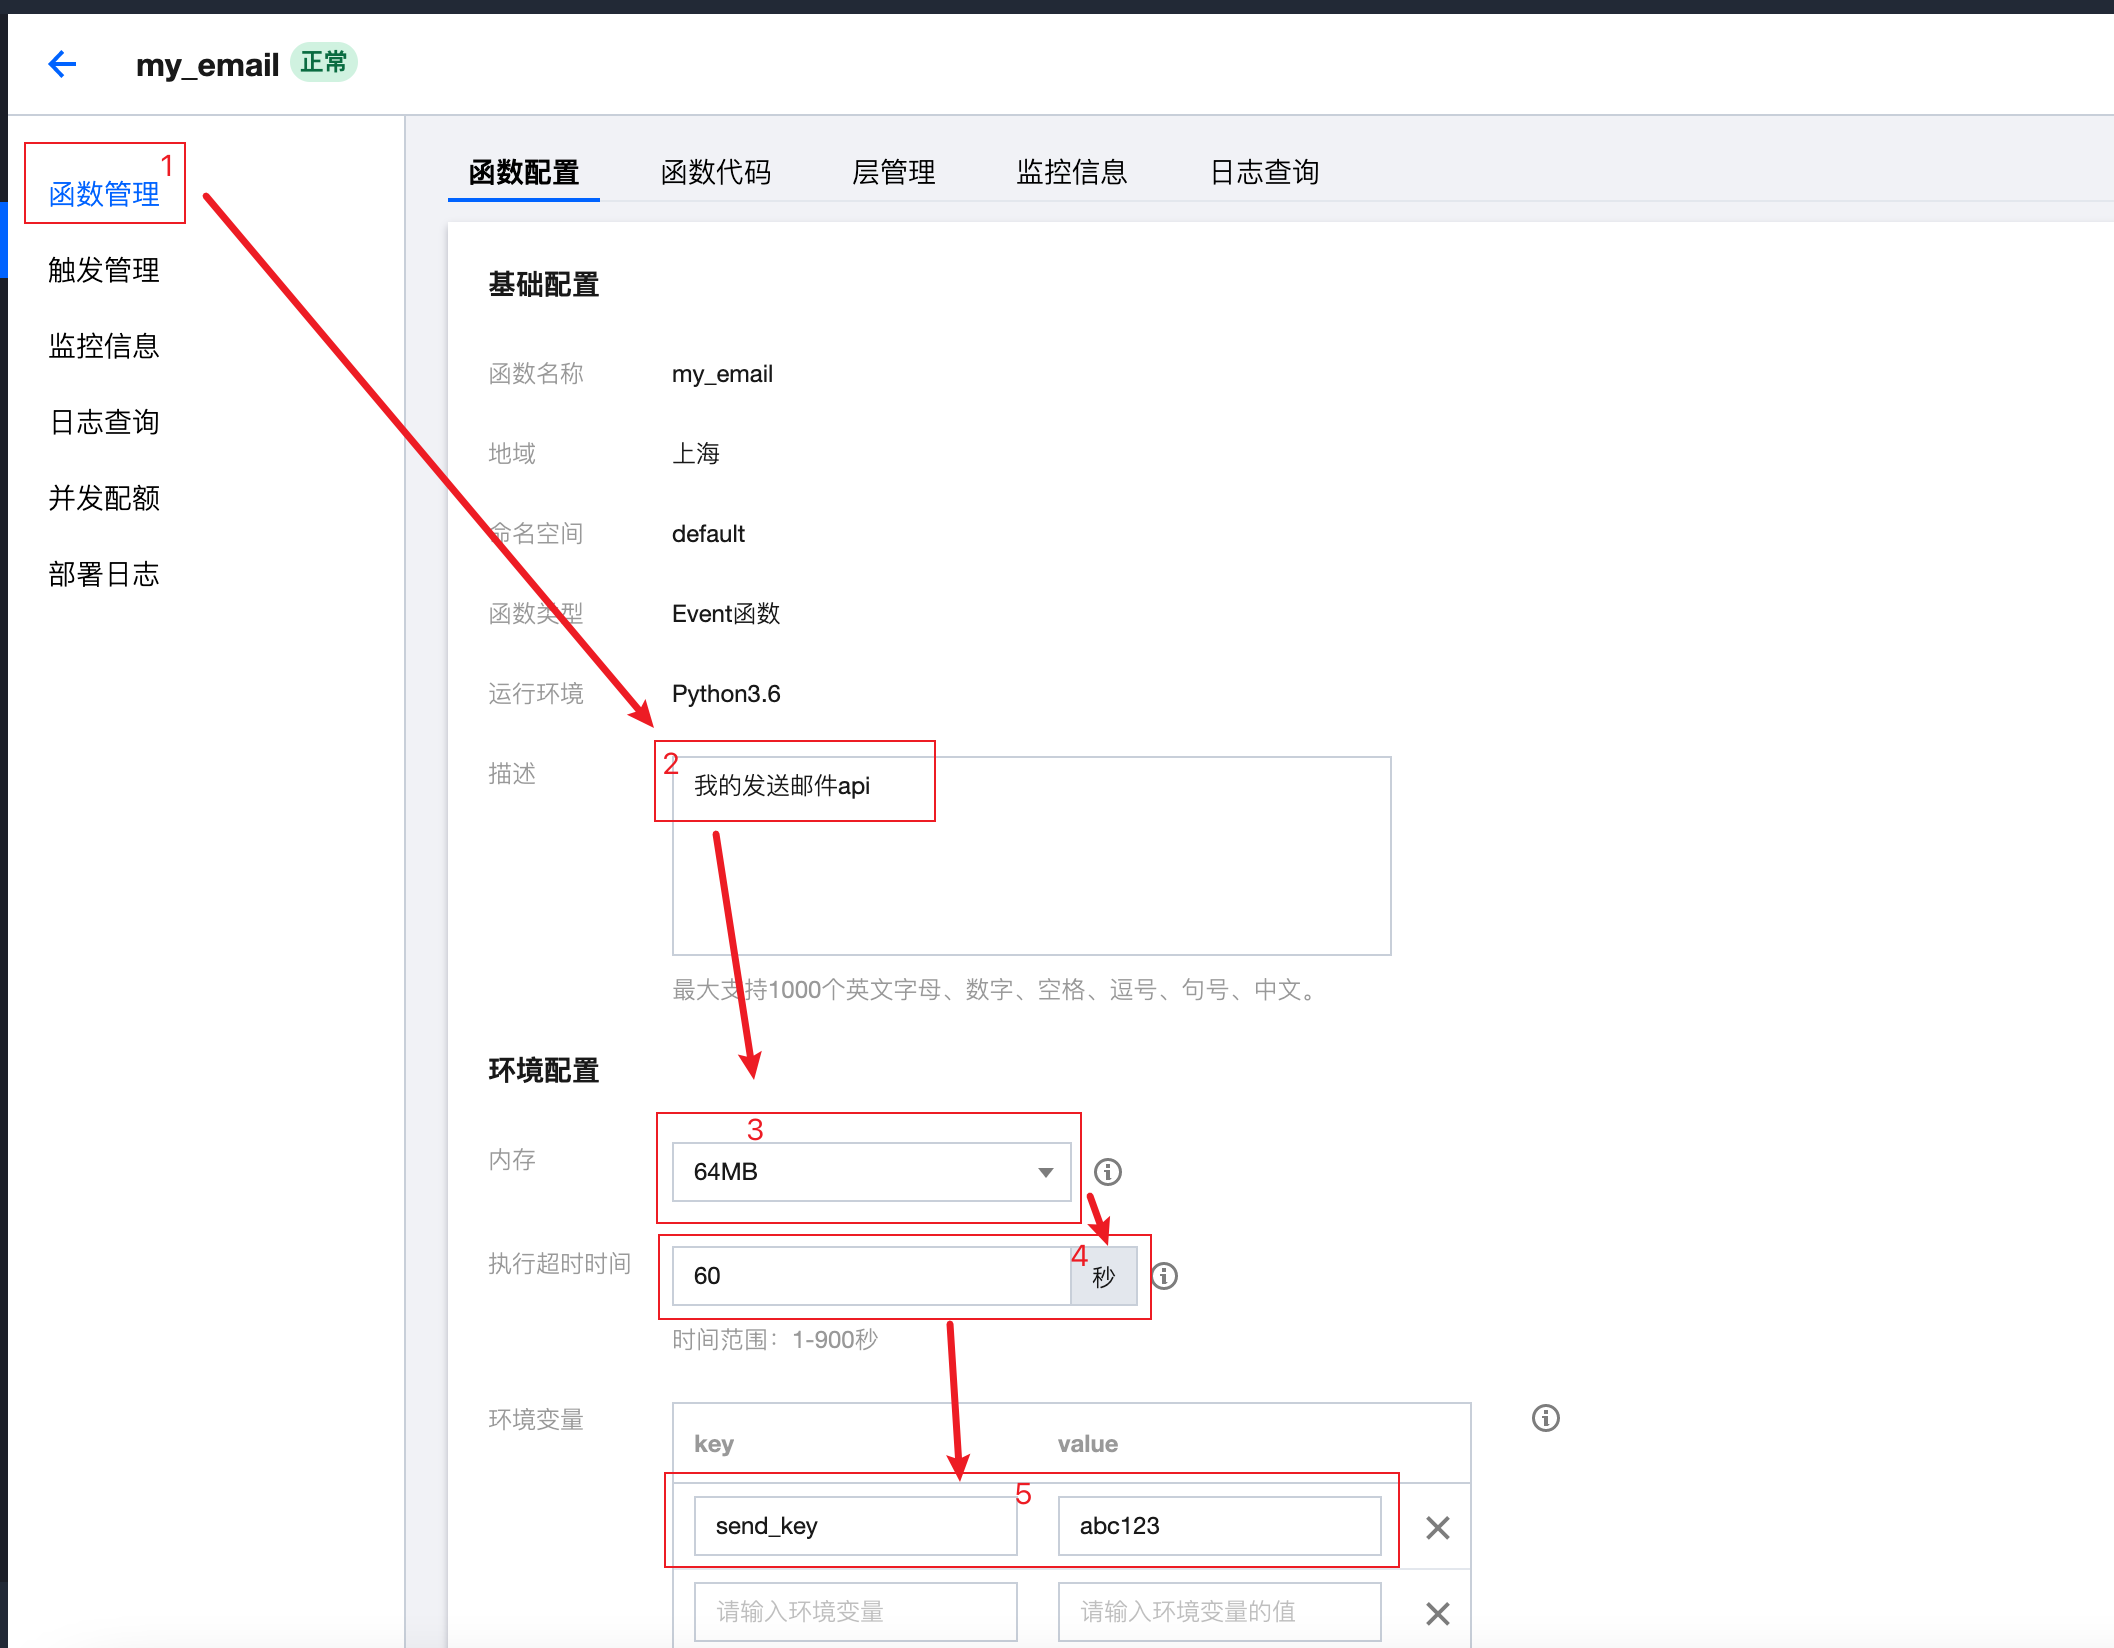 my_email 正常
1
函数管理
触发管理
监控信息
日志查询
并发配额
部署日志
函数配置 函数代码 层管理 监控信息 日志查询
基础配置
函数名称 my_email
地域 上海
命名空间 default
函数类型 Event函数
运行环境 Python3.6
2
描述 我的发送邮件api
最大支持1000个英文字母、数字、空格、逗号、句号、中文。
环境配置
3
内存 64MB
4
执行超时时间 60 秒
时间范围：1-900秒
环境变量
key value
5
send_key abc123
请输入环境变量 请输入环境变量的值